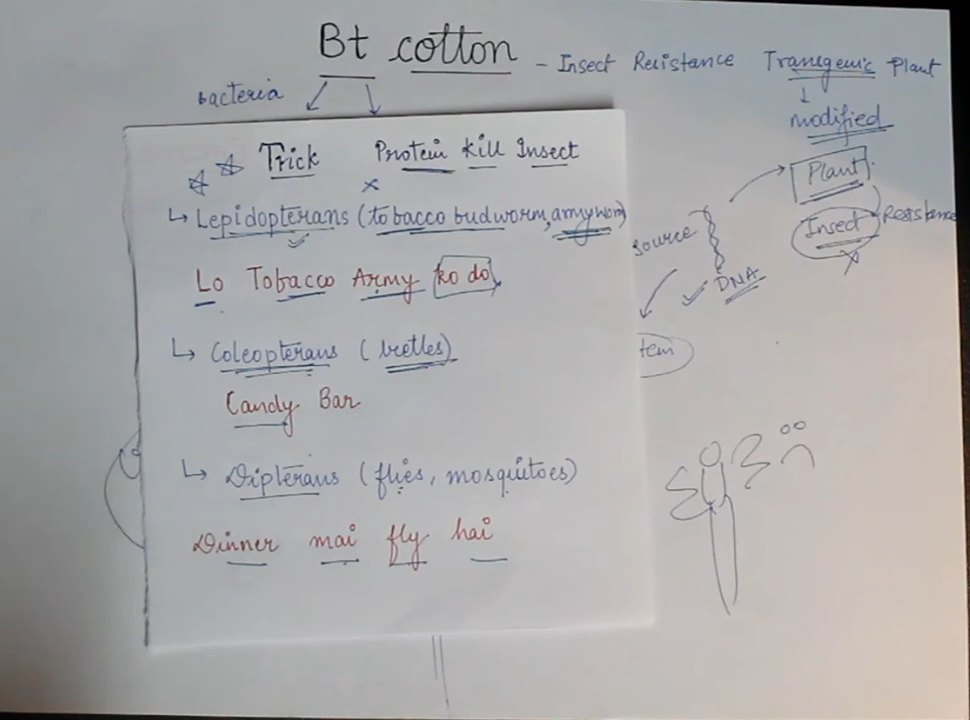 Bt cotton - Insect Resistance Transgenic Plant
bacteria
modified
Trick Protein kill Insect
Plant
Lepidopterans (tobacco budworm, armyworm)
Insect Resistance
source
Lo Tobacco Army ko do
DNA
Coleopterans (beetles)
tem
Candy Bar
Dipterans (flies, mosquitoes)
Dinner mai fly hai